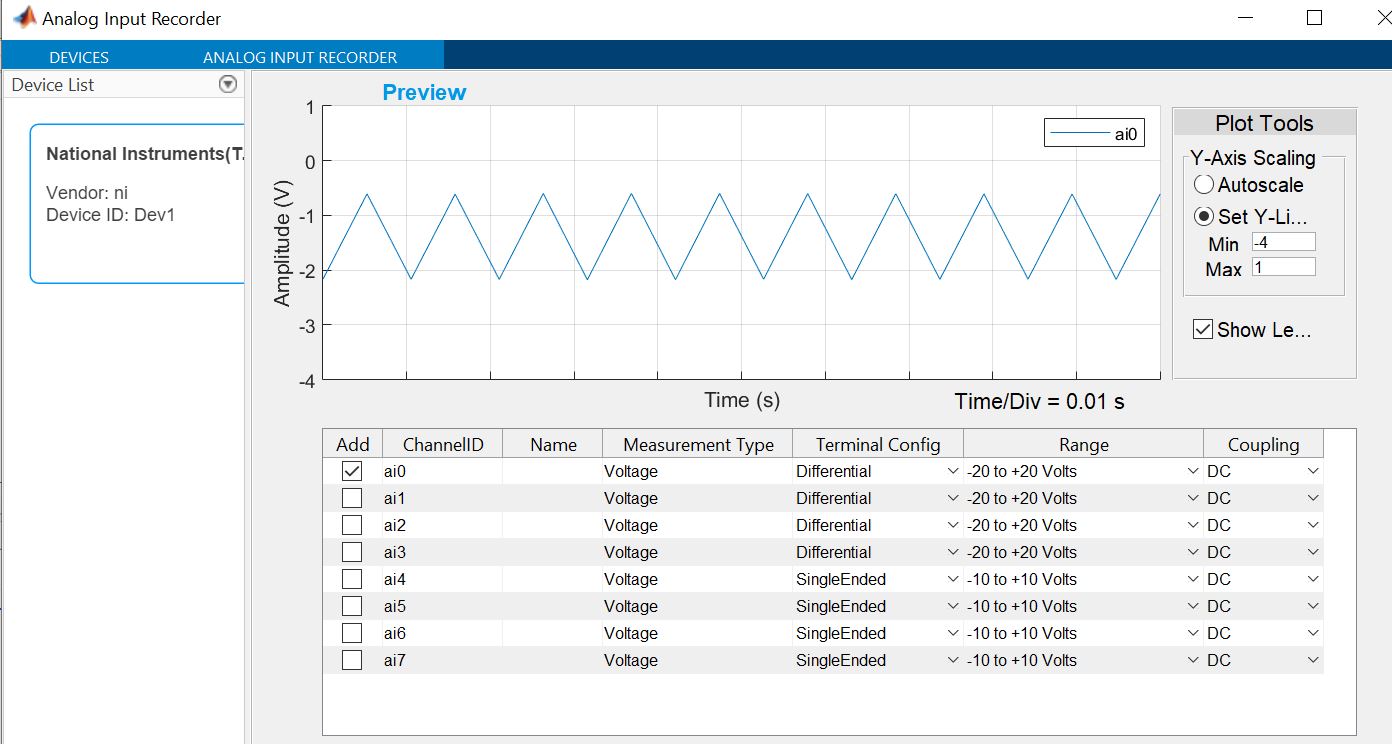 Analog Input Recorder
DEVICES ANALOG INPUT RECORDER
Device List
National Instruments(T.
Vendor: ni
Device ID: Dev1
Preview
1
0
-1
-2
-3
-4
Amplitude (V)
ai0
Time (s)
Time/Div = 0.01 s
Plot Tools
Y-Axis Scaling
Autoscale
Set Y-Li...
Min -4
Max 1
Show Le...
Add ChannelID Name Measurement Type Terminal Config Range Coupling
ai0 Voltage Differential -20 to +20 Volts DC
ai1 Voltage Differential -20 to +20 Volts DC
ai2 Voltage Differential -20 to +20 Volts DC
ai3 Voltage Differential -20 to +20 Volts DC
ai4 Voltage SingleEnded -10 to +10 Volts DC
ai5 Voltage SingleEnded -10 to +10 Volts DC
ai6 Voltage SingleEnded -10 to +10 Volts DC
ai7 Voltage SingleEnded -10 to +10 Volts DC